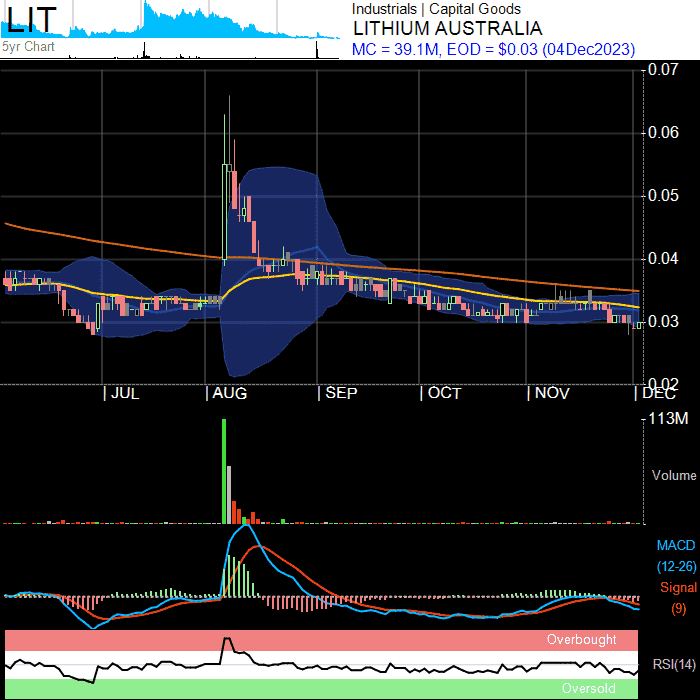 LIT
5yr Chart
Industrials | Capital Goods
LITHIUM AUSTRALIA
MC = 39.1M, EOD = $0.03 (04Dec2023)
0.07
0.06
0.05
0.04
0.03
0.02
JUL AUG SEP OCT NOV DEC
113M
Volume
MACD
(12-26)
Signal
(9)
Overbought
RSI(14)
Oversold